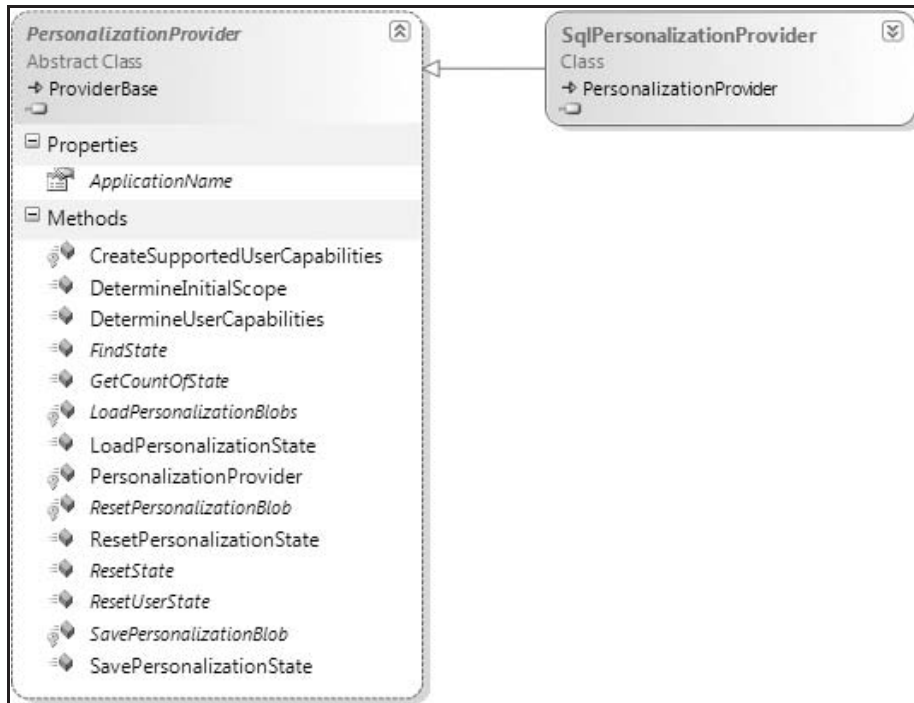 PersonalizationProvider
Abstract Class
ProviderBase
Properties
ApplicationName
Methods
CreateSupportedUserCapabilities
DetermineInitialScope
DetermineUserCapabilities
FindState
GetCountOfState
LoadPersonalizationBlobs
LoadPersonalizationState
PersonalizationProvider
ResetPersonalizationBlob
ResetPersonalizationState
ResetState
ResetUserState
SavePersonalizationBlob
SavePersonalizationState
SqlPersonalizationProvider
Class
PersonalizationProvider